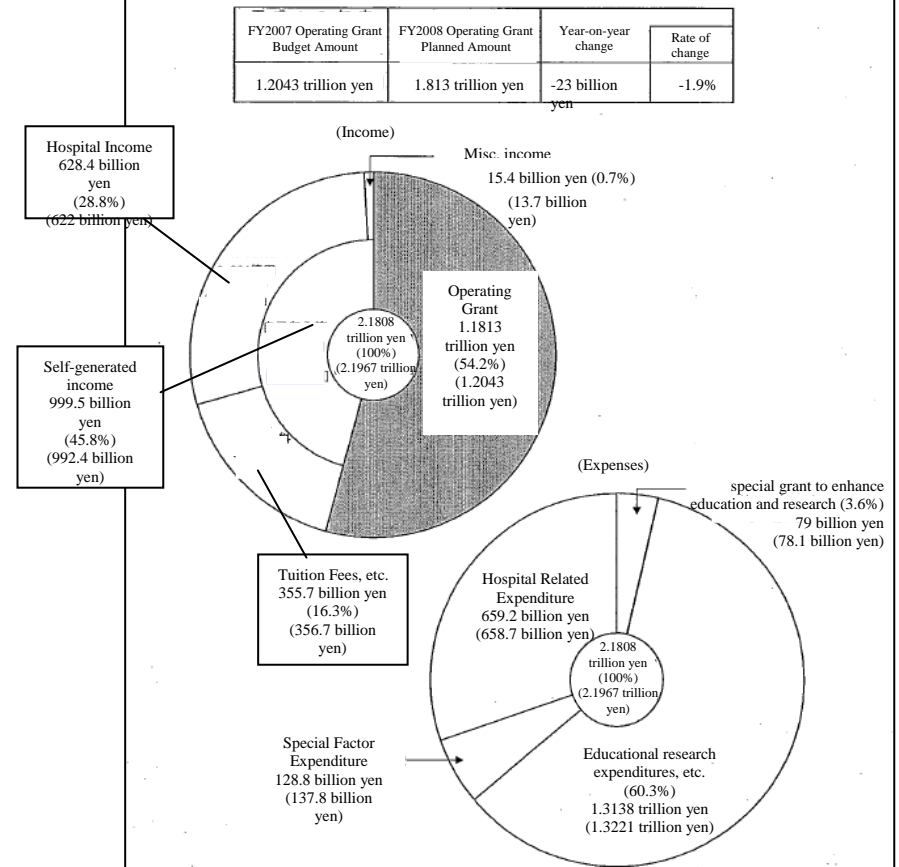 FY2007 Operating Grant
Budget Amount
FY2008 Operating Grant
Planned Amount
Year-on-year
change
Rate of
change
1.2043 trillion yen
1.813 trillion yen
-23 billion
yen
-1.9%
(Income)
Hospital Income
628.4 billion
yen
(28.8%)
(622 billion yen)
Misc. income
15.4 billion yen (0.7%)
(13.7 billion
yen)
Operating
Grant
1.1813
trillion yen
(54.2%)
(1.2043
trillion yen)
2.1808
trillion yen
(100%)
(2.1967 trillion
yen)
Self-generated
income
999.5 billion
yen
(45.8%)
(992.4 billion
yen)
Tuition Fees, etc.
355.7 billion yen
(16.3%)
(356.7 billion
yen)
(Expenses)
special grant to enhance
education and research (3.6%)
79 billion yen
(78.1 billion yen)
Hospital Related
Expenditure
659.2 billion yen
(658.7 billion yen)
2.1808
trillion yen
(100%)
(2.1967 trillion
yen)
Special Factor
Expenditure
128.8 billion yen
(137.8 billion
yen)
Educational research
expenditures, etc.
(60.3%)
1.3138 trillion yen
(1.3221 trillion yen)